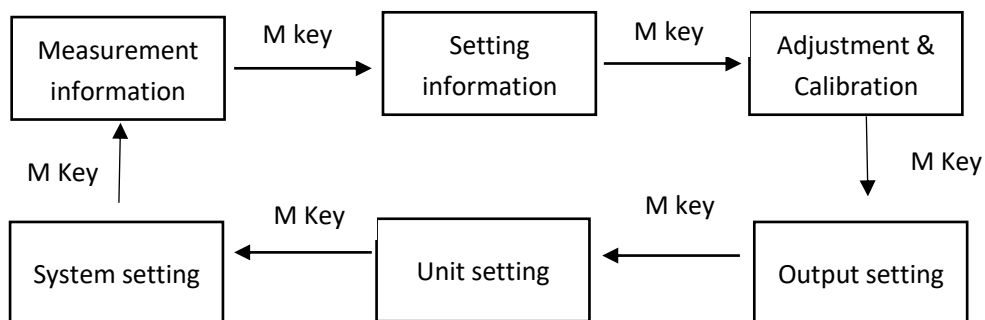 Measurement
information
M key
Setting
information
M key
Adjustment &
Calibration
M Key
M Key
System setting
M Key
Unit setting
M key
Output setting